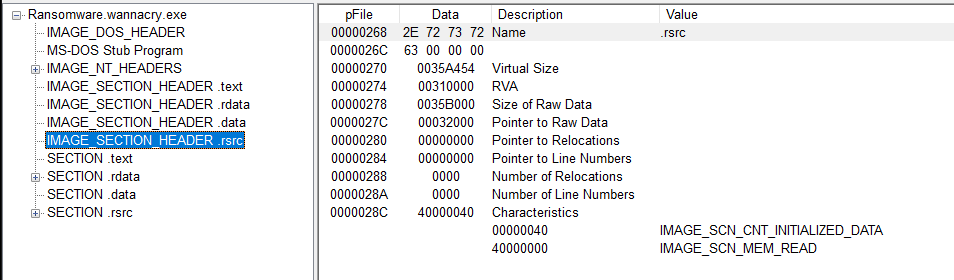 Ransomware.wannacry.exe
IMAGE_DOS_HEADER
MS-DOS Stub Program
IMAGE_NT_HEADERS
IMAGE_SECTION_HEADER .text
IMAGE_SECTION_HEADER .rdata
IMAGE_SECTION_HEADER .data
IMAGE_SECTION_HEADER .rsrc
SECTION .text
SECTION .rdata
SECTION .data
SECTION .rsrc
pFile Data Description Value
00000268 2E 72 73 72 Name .rsrc
0000026C 63 00 00 00
00000270 0035A454 Virtual Size
00000274 00310000 RVA
00000278 0035B000 Size of Raw Data
0000027C 00032000 Pointer to Raw Data
00000280 00000000 Pointer to Relocations
00000284 00000000 Pointer to Line Numbers
00000288 0000 Number of Relocations
0000028A 0000 Number of Line Numbers
0000028C 40000040 Characteristics
00000040 IMAGE_SCN_CNT_INITIALIZED_DATA
40000000 IMAGE_SCN_MEM_READ